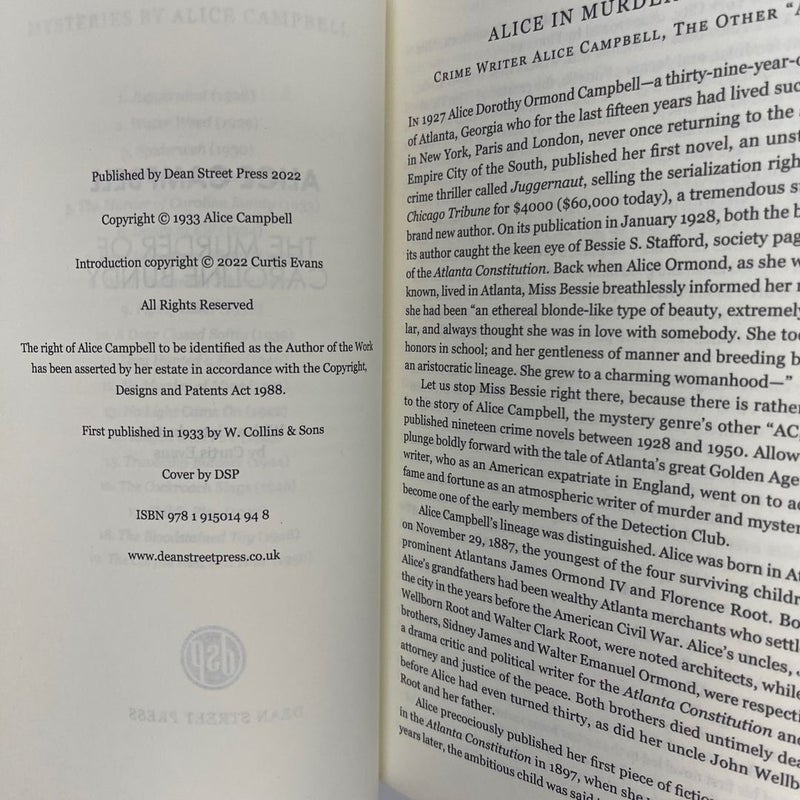 MYSTERIES BY ALICE CAMPBELL
Published by Dean Street Press 2022
Copyright © 1933 Alice Campbell
Introduction copyright © 2022 Curtis Evans
All Rights Reserved
The right of Alice Campbell to be identified as the Author of the Work
has been asserted by her estate in accordance with the Copyright,
Designs and Patents Act 1988.
First published in 1933 by W. Collins & Sons
Cover by DSP
ISBN 978 1 915014 94 8
www.deanstreetpress.co.uk
dsp
DEAN STREET PRESS
ALICE IN MURDER
CRIME WRITER ALICE CAMPBELL, THE OTHER "A
IN 1927 ALICE DOROTHY ORMOND CAMPBELL—a thirty-nine-year-o
of Atlanta, Georgia who for the last fifteen years had lived suc
in New York, Paris and London, never once returning to the
Empire City of the South, published her first novel, an unst
crime thriller called Juggernaut, selling the serialization righ
Chicago Tribune for $4000 ($60,000 today), a tremendous s
brand new author. On its publication in January 1928, both the b
its author caught the keen eye of Bessie S. Stafford, society pag
of the Atlanta Constitution. Back when Alice Ormond, as she w
known, lived in Atlanta, Miss Bessie breathlessly informed her r
she had been "an ethereal blonde-like type of beauty, extremely
lar, and always thought she was in love with somebody. She too
honors in school; and her gentleness of manner and breeding b
an aristocratic lineage. She grew to a charming womanhood—"
Let us stop Miss Bessie right there, because there is rathe
to the story of Alice Campbell, the mystery genre's other "AC
published nineteen crime novels between 1928 and 1950. Allow
plunge boldly forward with the tale of Atlanta's great Golden Age
writer, who as an American expatriate in England, went on to ac
fame and fortune as an atmospheric writer of murder and myster
become one of the early members of the Detection Club.
Alice Campbell's lineage was distinguished. Alice was born in At
on November 29, 1887, the youngest of the four surviving childr
prominent Atlantans James Ormond IV and Florence Root. Bo
Alice's grandfathers had been wealthy Atlanta merchants who settl
the city in the years before the American Civil War. Alice's uncles, J
Wellborn Root and Walter Clark Root, were noted architects, while
brothers, Sidney James and Walter Emanuel Ormond, were respecti
a drama critic and political writer for the Atlanta Constitution and
attorney and justice of the peace. Both brothers died untimely dea
before Alice had even turned thirty, as did her uncle John Wellb
Root and her father.
Alice precociously published her first piece of fiction
in the Atlanta Constitution in 1897, when she
years later, the ambitious child was said